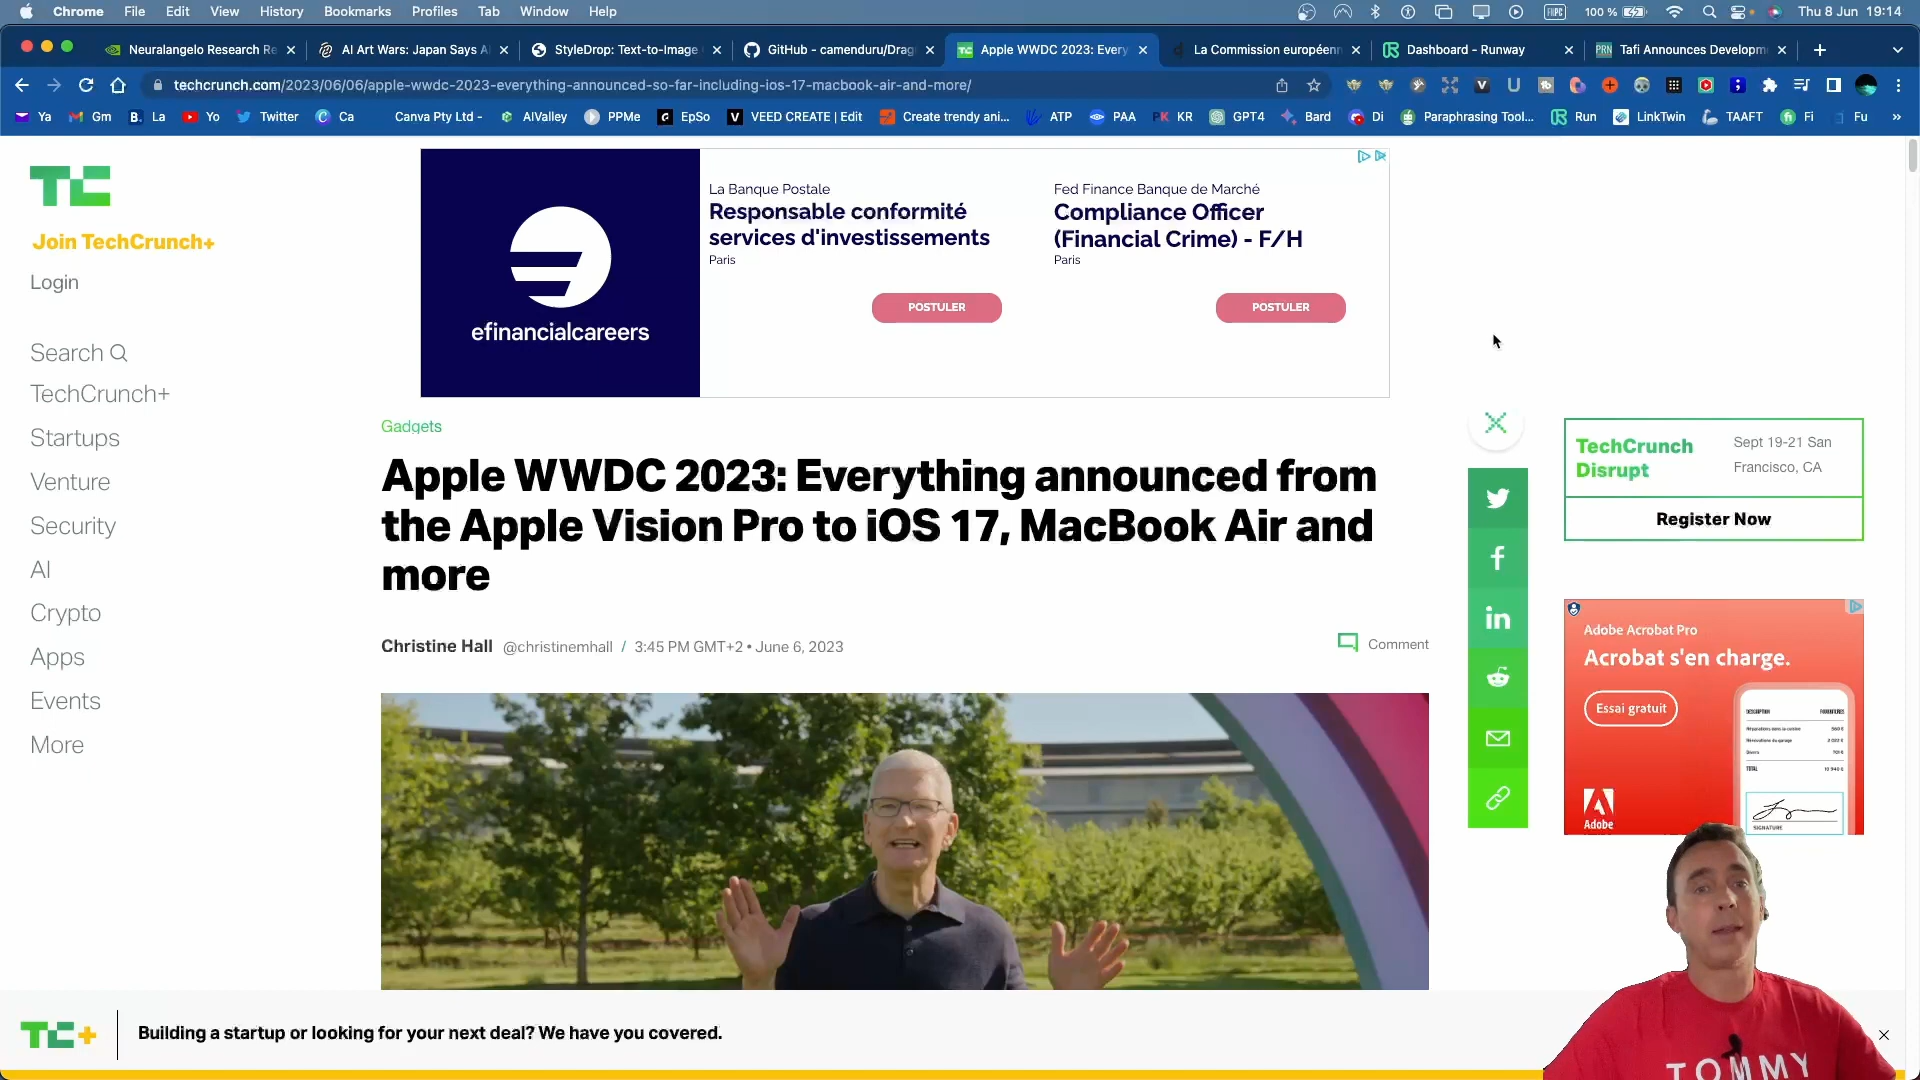 Chrome File Edit View History Bookmarks Profiles Tab Window Help
100 % Thu 8 Jun 19:14
Neuralangelo Research Re
AI Art Wars: Japan Says A
StyleDrop: Text-to-Image
GitHub - camenduru/Drag
Apple WWDC 2023: Every
La Commission européen
Dashboard - Runway
Tafi Announces Developm
techcrunch.com/2023/06/06/apple-wwdc-2023-everything-announced-so-far-including-ios-17-macbook-air-and-more/
Ya Gm La Yo Twitter Ca Canva Pty Ltd - AIValley PPMe EpSo VEED CREATE | Edit Create trendy ani... ATP PAA KR GPT4 Bard Di Paraphrasing Tool... Run LinkTwin TAAFT Fi Fu »
TC
Join TechCrunch+
Login
Search
TechCrunch+
Startups
Venture
Security
AI
Crypto
Apps
Events
More
efinancialcareers
La Banque Postale
Responsable conformité
services d'investissements
Paris
POSTULER
Fed Finance Banque de Marché
Compliance Officer
(Financial Crime) - F/H
Paris
POSTULER
Gadgets
Apple WWDC 2023: Everything announced from
the Apple Vision Pro to iOS 17, MacBook Air and
more
Christine Hall @christinemhall / 3:45 PM GMT+2 • June 6, 2023
Comment
TechCrunch
Disrupt
Sept 19-21 San
Francisco, CA
Register Now
Adobe Acrobat Pro
Acrobat s'en charge.
Essai gratuit
DESCRIPTION
TOTAL
SIGNATURE
Adobe
TOMMY
TC+
Building a startup or looking for your next deal? We have you covered.